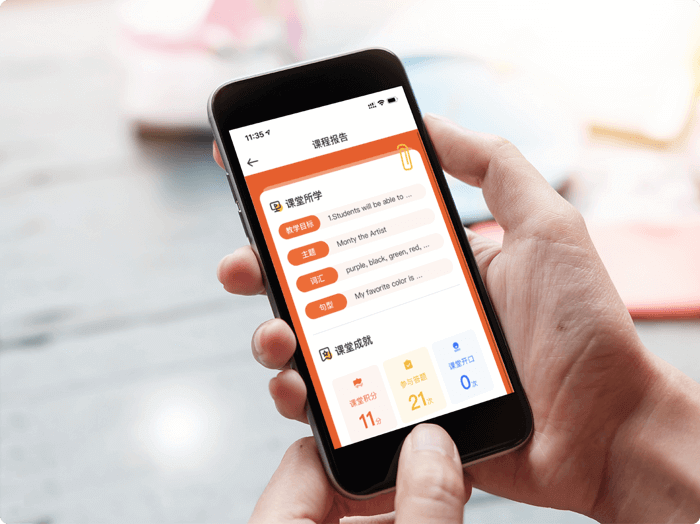 11:35
课程报告
课堂所学
教学目标 1.Students will be able to ...
主题 Monty the Artist
词汇 purple, black, green, red, ...
句型 My favorite color is ...
课堂成就
课堂积分 参与答题 课堂开口
11分 21次 0次